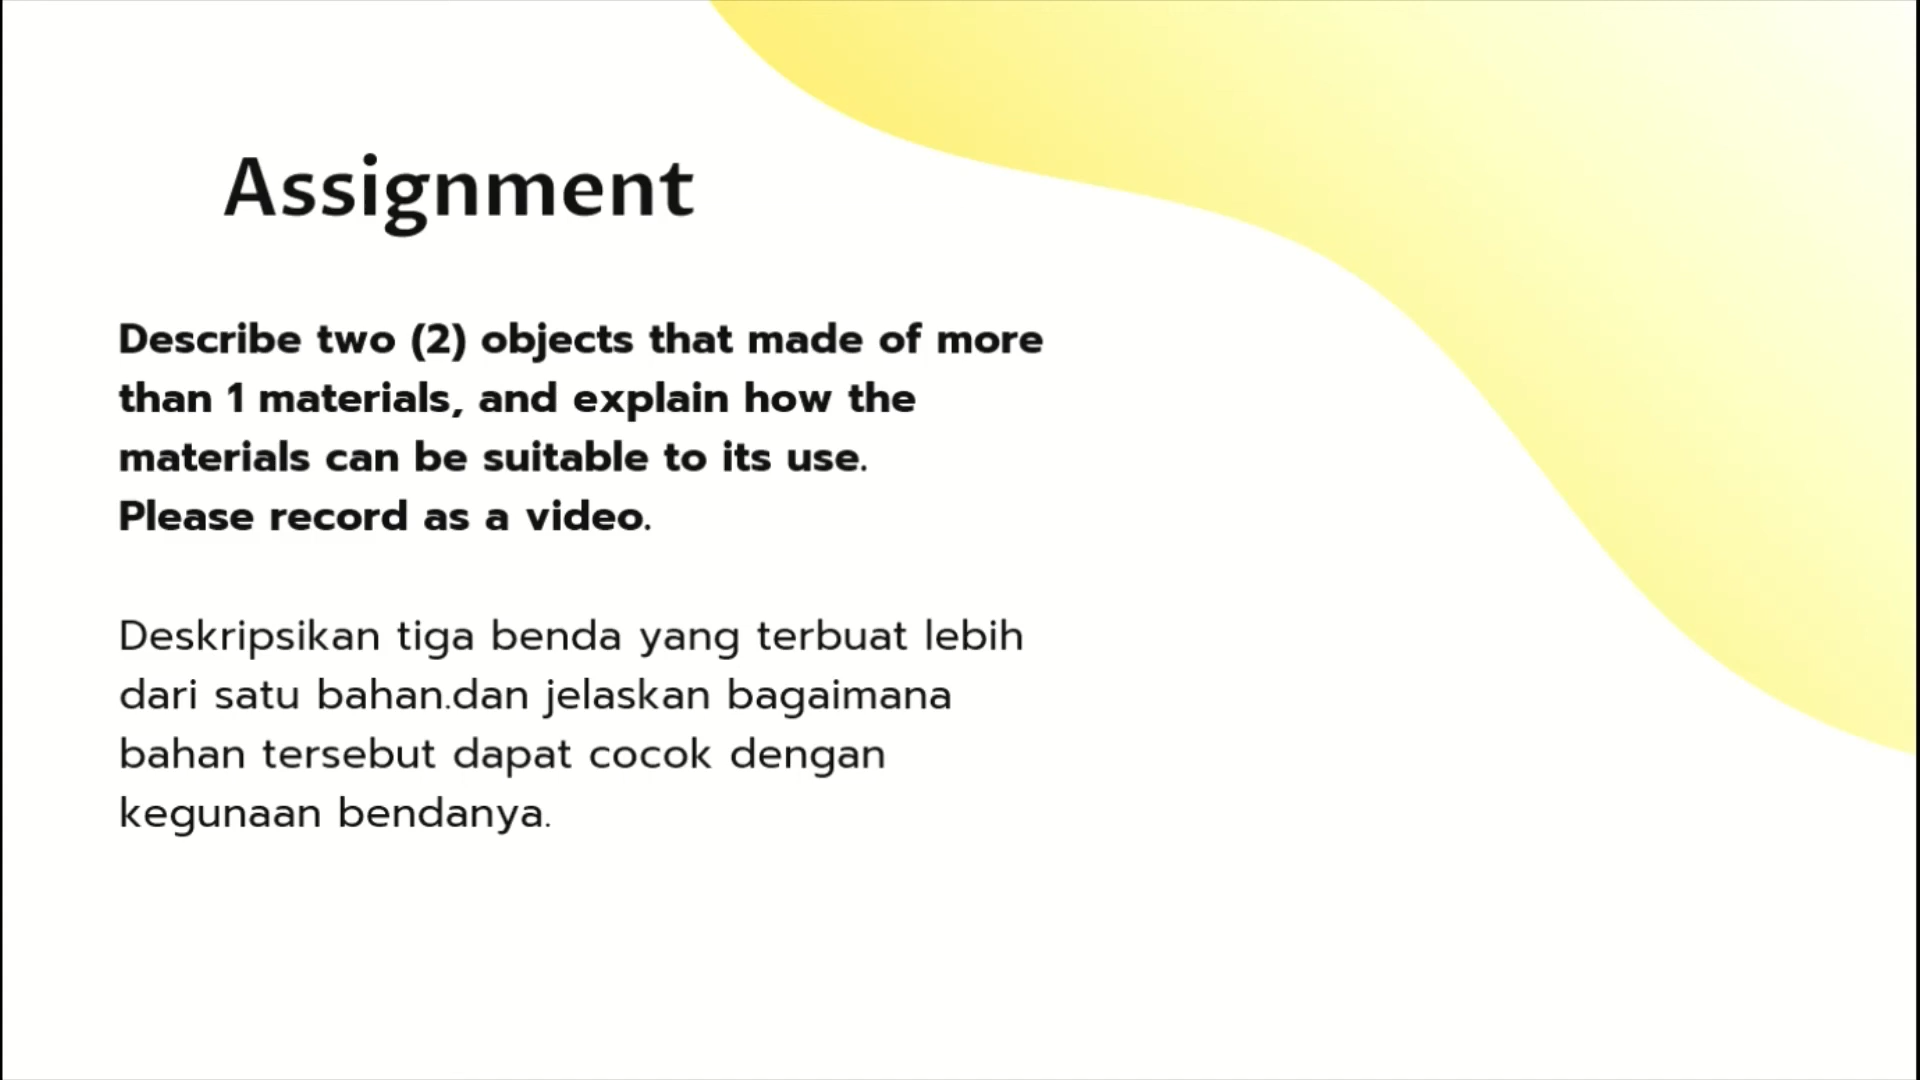 Assignment
Describe two (2) objects that made of more
than 1 materials, and explain how the
materials can be suitable to its use.
Please record as a video.
Deskripsikan tiga benda yang terbuat lebih
dari satu bahan.dan jelaskan bagaimana
bahan tersebut dapat cocok dengan
kegunaan bendanya.